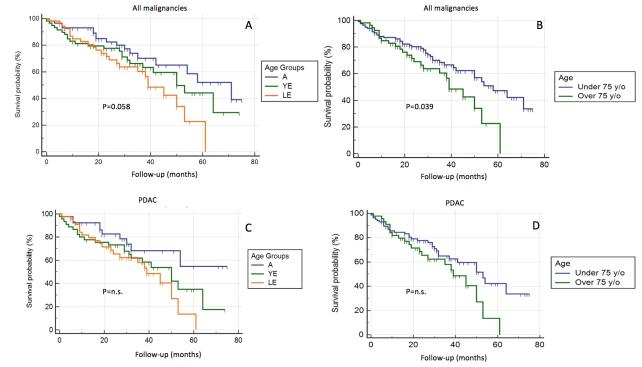 All malignancies
A
Survival probability (%)
100
80
60
40
20
0
P=0.058
0 20 40 60 80
Follow-up (months)
Age Groups
A
YE
LE
All malignancies
B
Survival probability (%)
100
80
60
40
20
0
P=0.039
0 20 40 60 80
Follow-up (months)
Age
Under 75 y/o
Over 75 y/o
PDAC
C
Survival probability (%)
100
80
60
40
20
0
P=n.s.
0 20 40 60 80
Follow-up (months)
Age Groups
A
YE
LE
PDAC
D
Survival probability (%)
100
80
60
40
20
0
P=n.s.
0 20 40 60 80
Follow-up (months)
Age
Under 75 y/o
Over 75 y/o